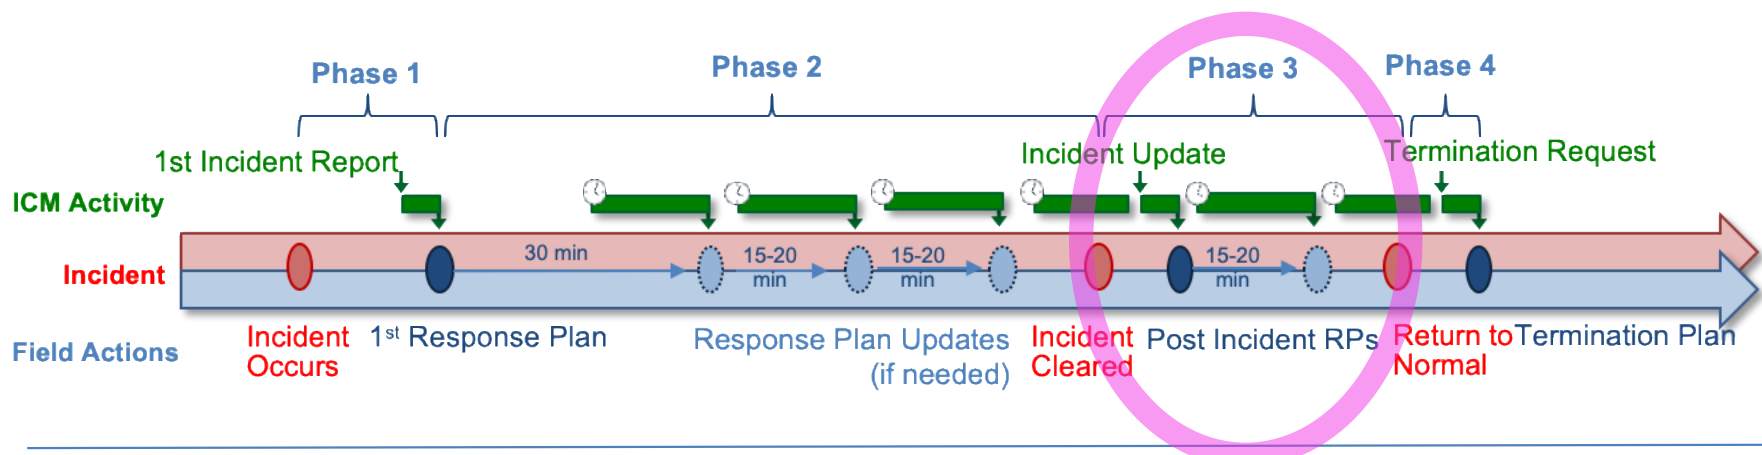 Phase 1
Phase 2
Phase 3
Phase 4
1st Incident Report
Incident Update
Termination Request
ICM Activity
Incident
30 min
15-20
min
15-20
min
15-20
min
Field Actions
Incident
Occurs
1st Response Plan
Response Plan Updates
(if needed)
Incident
Cleared
Post Incident RPs
Return to
Normal
Termination Plan